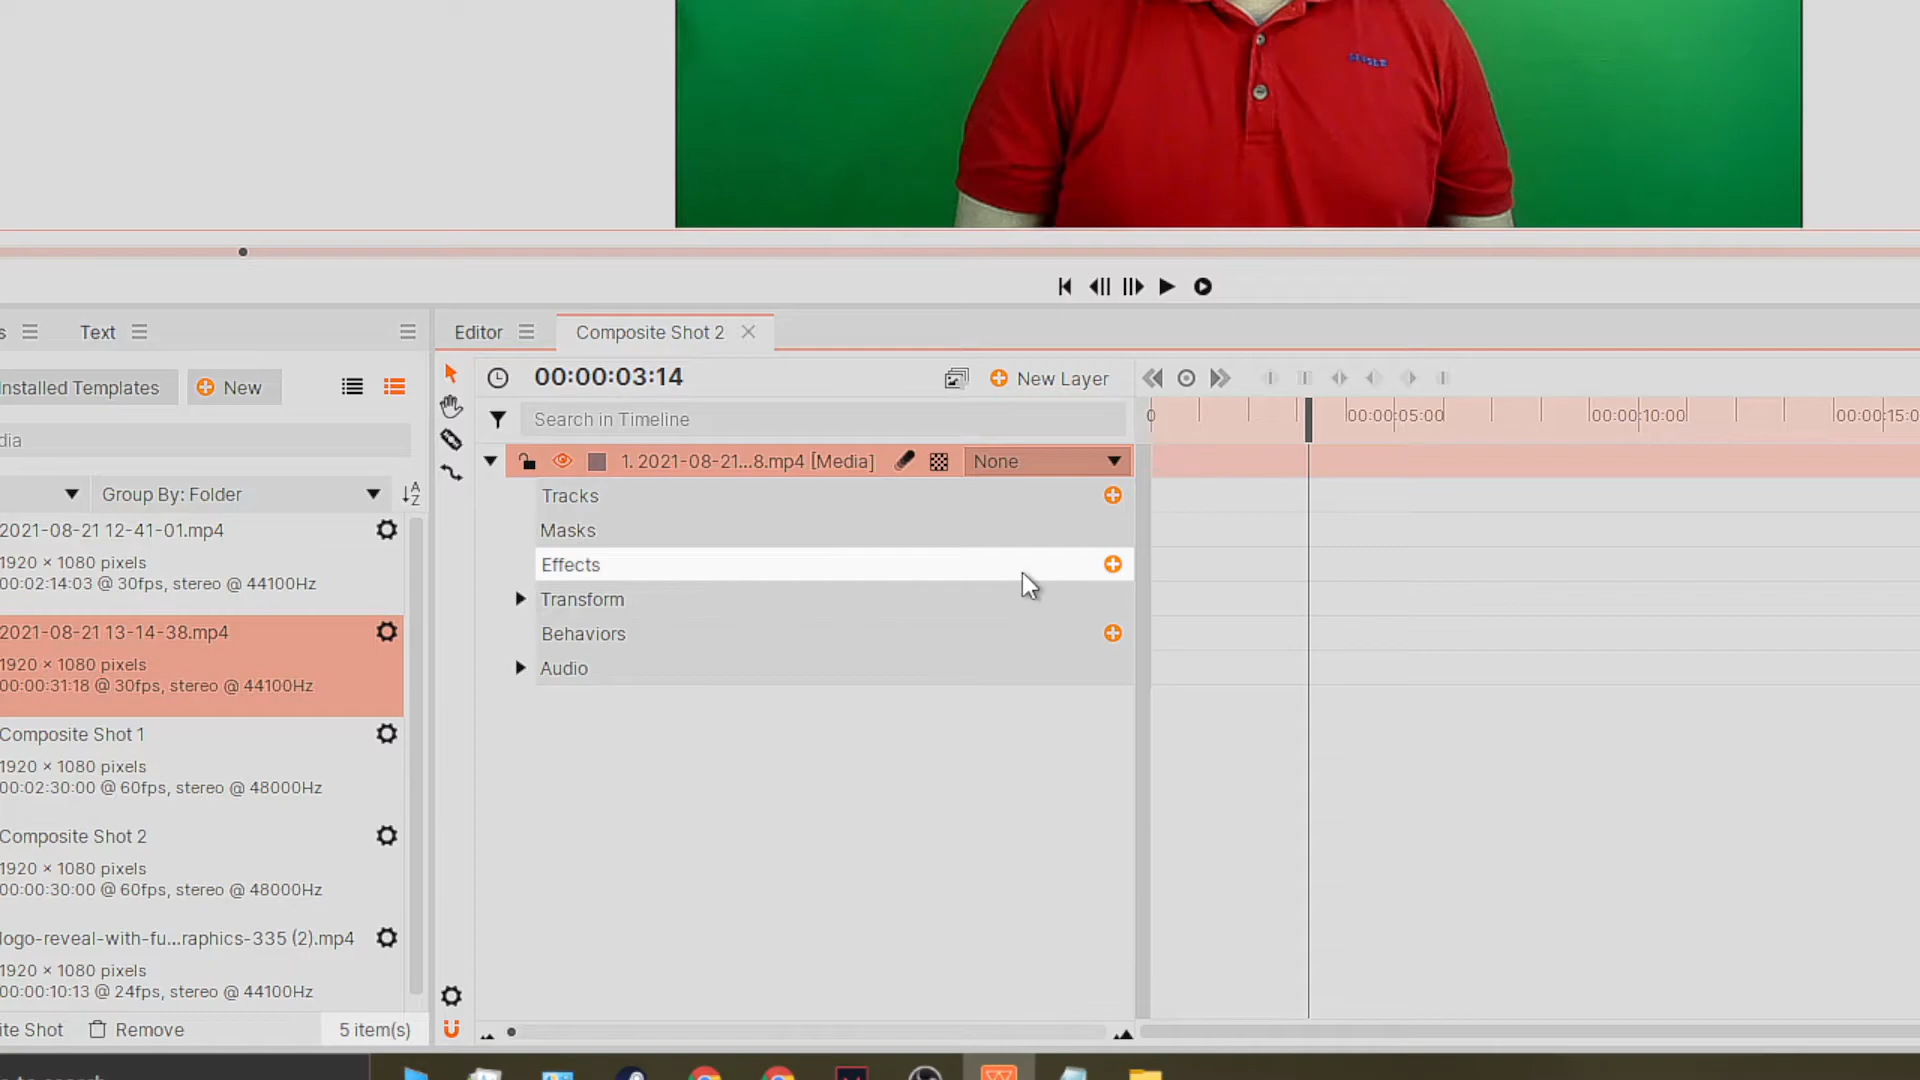 s
Text
Editor
Composite Shot 2
nstalled Templates
New
00:00:03:14
New Layer
Search in Timeline
0
00:00:05:00
00:00:10:00
00:00:15:0
dia
1. 2021-08-21...8.mp4 [Media]
None
Group By: Folder
A
Z
Tracks
Masks
Effects
Transform
Behaviors
Audio
2021-08-21 12-41-01.mp4
1920 × 1080 pixels
00:02:14:03 @ 30fps, stereo @ 44100Hz
2021-08-21 13-14-38.mp4
1920 × 1080 pixels
00:00:31:18 @ 30fps, stereo @ 44100Hz
Composite Shot 1
1920 × 1080 pixels
00:02:30:00 @ 60fps, stereo @ 48000Hz
Composite Shot 2
1920 × 1080 pixels
00:00:30:00 @ 60fps, stereo @ 48000Hz
logo-reveal-with-fu...raphics-335 (2).mp4
1920 × 1080 pixels
00:00:10:13 @ 24fps, stereo @ 44100Hz
ite Shot
Remove
5 item(s)